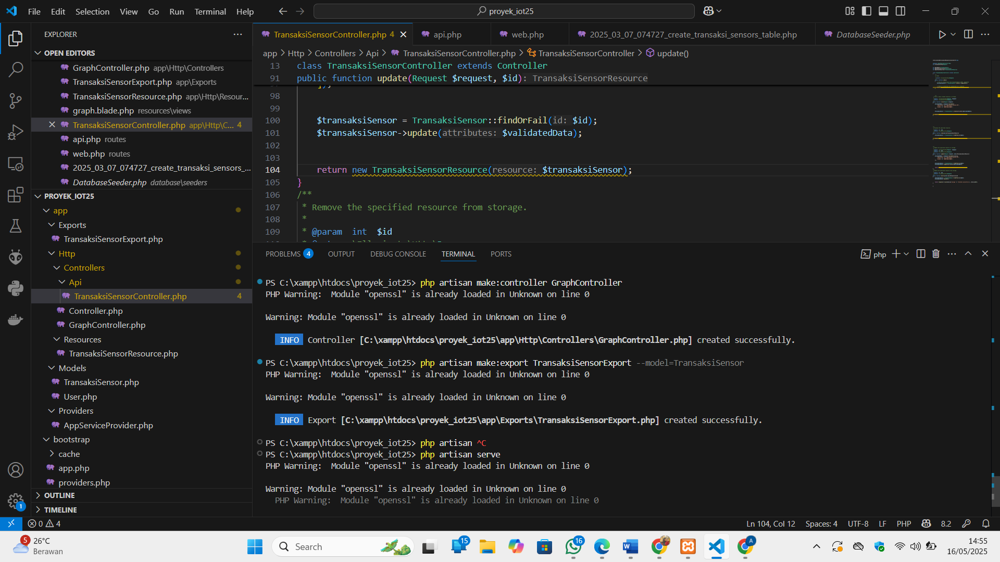 File Edit Selection View Go Run Terminal Help
proyek_iot25
EXPLORER
OPEN EDITORS
GraphController.php app\Http\Controllers
TransaksiSensorExport.php app\Exports
TransaksiSensorResource.php app\Http\Resour...
graph.blade.php resources\views
TransaksiSensorController.php app\Http\C... 4
api.php routes
web.php routes
2025_03_07_074727_create_transaksi_sensors_...
DatabaseSeeder.php database\seeders
PROYEK_IOT25
app
Exports
TransaksiSensorExport.php
Http
Controllers
Api
TransaksiSensorController.php 4
Controller.php
GraphController.php
Resources
TransaksiSensorResource.php
Models
TransaksiSensor.php
User.php
Providers
AppServiceProvider.php
bootstrap
cache
app.php
providers.php
OUTLINE
TIMELINE
TransaksiSensorController.php 4
api.php
web.php
2025_03_07_074727_create_transaksi_sensors_table.php
DatabaseSeeder.php
app > Http > Controllers > Api > TransaksiSensorController.php > TransaksiSensorController > update()
13 class TransaksiSensorController extends Controller
91 public function update(Request $request, $id): TransaksiSensorResource
98
99
100 $transaksiSensor = TransaksiSensor::findOrFail(id: $id);
101 $transaksiSensor->update(attributes: $validatedData);
102
103
104 return new TransaksiSensorResource(resource: $transaksiSensor);
105 }
106 /**
107 * Remove the specified resource from storage.
108 *
109 * @param int $id
PROBLEMS 4 OUTPUT DEBUG CONSOLE TERMINAL PORTS
php
PS C:\xampp\htdocs\proyek_iot25> php artisan make:controller GraphController
PHP Warning: Module "openssl" is already loaded in Unknown on line 0
Warning: Module "openssl" is already loaded in Unknown on line 0
INFO Controller [C:\xampp\htdocs\proyek_iot25\app\Http\Controllers\GraphController.php] created successfully.
PS C:\xampp\htdocs\proyek_iot25> php artisan make:export TransaksiSensorExport --model=TransaksiSensor
PHP Warning: Module "openssl" is already loaded in Unknown on line 0
Warning: Module "openssl" is already loaded in Unknown on line 0
INFO Export [C:\xampp\htdocs\proyek_iot25\app\Exports\TransaksiSensorExport.php] created successfully.
PS C:\xampp\htdocs\proyek_iot25> php artisan ^C
PS C:\xampp\htdocs\proyek_iot25> php artisan serve
PHP Warning: Module "openssl" is already loaded in Unknown on line 0
Warning: Module "openssl" is already loaded in Unknown on line 0
PHP Warning: Module "openssl" is already loaded in Unknown on line 0
1
0 4
Ln 104, Col 12 Spaces: 4 UTF-8 LF PHP 8.2
5
26°C
Berawan
Search
15
16
A
14:55
16/05/2025